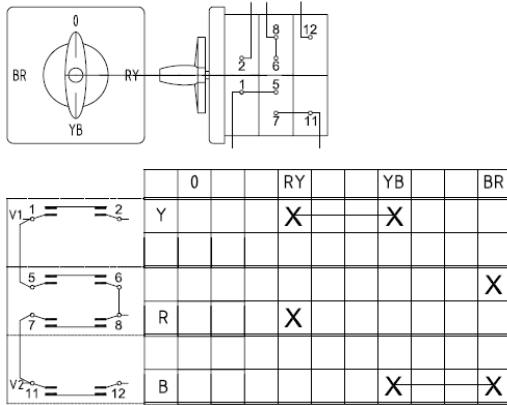 0
BR RY
YB
8 12
2 6
1 5
7 11
0 RY YB BR
V1 1 2 Y X X
5 6 X
7 8 R X
V2 11 12 B X X